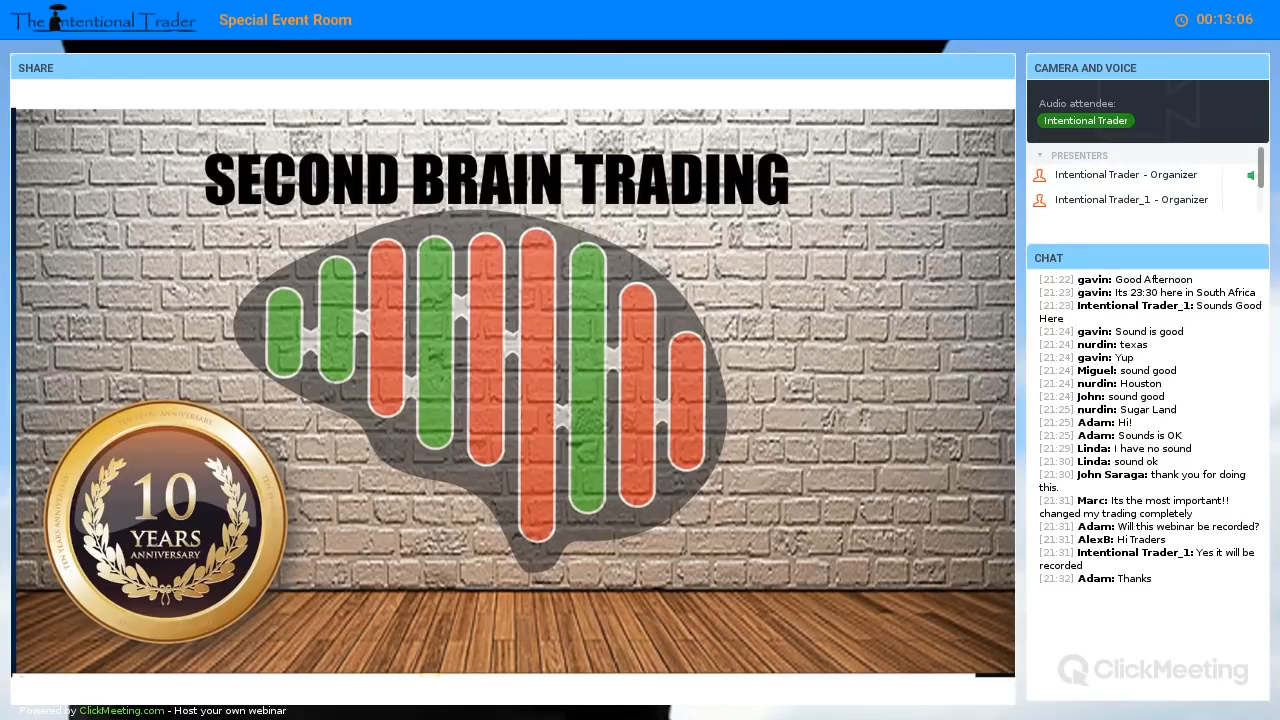 The Intentional Trader
Special Event Room
00:13:06
SHARE
SECOND BRAIN TRADING
TEN YEARS ANNIVERSARY
10
YEARS
ANNIVERSARY
CAMERA AND VOICE
Audio attendee:
Intentional Trader
PRESENTERS
Intentional Trader - Organizer
Intentional Trader_1 - Organizer
CHAT
[21:22] gavin: Good Afternoon
[21:23] gavin: Its 23:30 here in South Africa
[21:23] Intentional Trader_1: Sounds Good
Here
[21:24] gavin: Sound is good
[21:24] nurdin: texas
[21:24] gavin: Yup
[21:24] Miguel: sound good
[21:24] nurdin: Houston
[21:24] John: sound good
[21:25] nurdin: Sugar Land
[21:25] Adam: Hi!
[21:25] Adam: Sounds is OK
[21:29] Linda: I have no sound
[21:30] Linda: sound ok
[21:30] John Saraga: thank you for doing
this.
[21:31] Marc: Its the most important!!
changed my trading completely
[21:31] Adam: Will this webinar be recorded?
[21:31] AlexB: Hi Traders
[21:31] Intentional Trader_1: Yes it will be
recorded
[21:32] Adam: Thanks
ClickMeeting
Powered by ClickMeeting.com - Host your own webinar